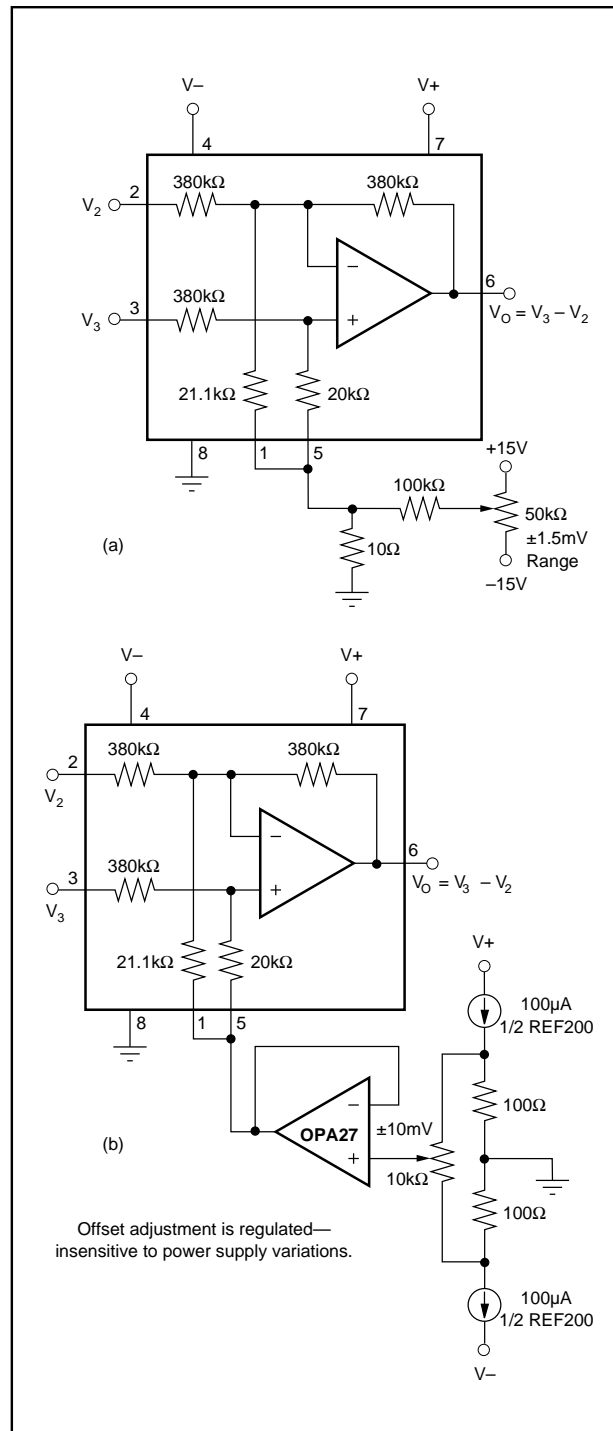 V– V+
4 7
380kΩ 380kΩ
2
V2
–
3 380kΩ 6
V3
+
VO = V3 – V2
21.1kΩ 20kΩ
8 1 5
+15V
100kΩ
50kΩ
±1.5mV
Range
(a)
10Ω
–15V
V– V+
4 7
380kΩ 380kΩ
2
V2
–
3 380kΩ 6
V3
+
VO = V3 – V2
21.1kΩ 20kΩ
V+
8 1 5
100µA
1/2 REF200
–
100Ω
OPA27 ±10mV
(b)
+
10kΩ
100Ω
Offset adjustment is regulated—
insensitive to power supply variations.
100µA
1/2 REF200
V–